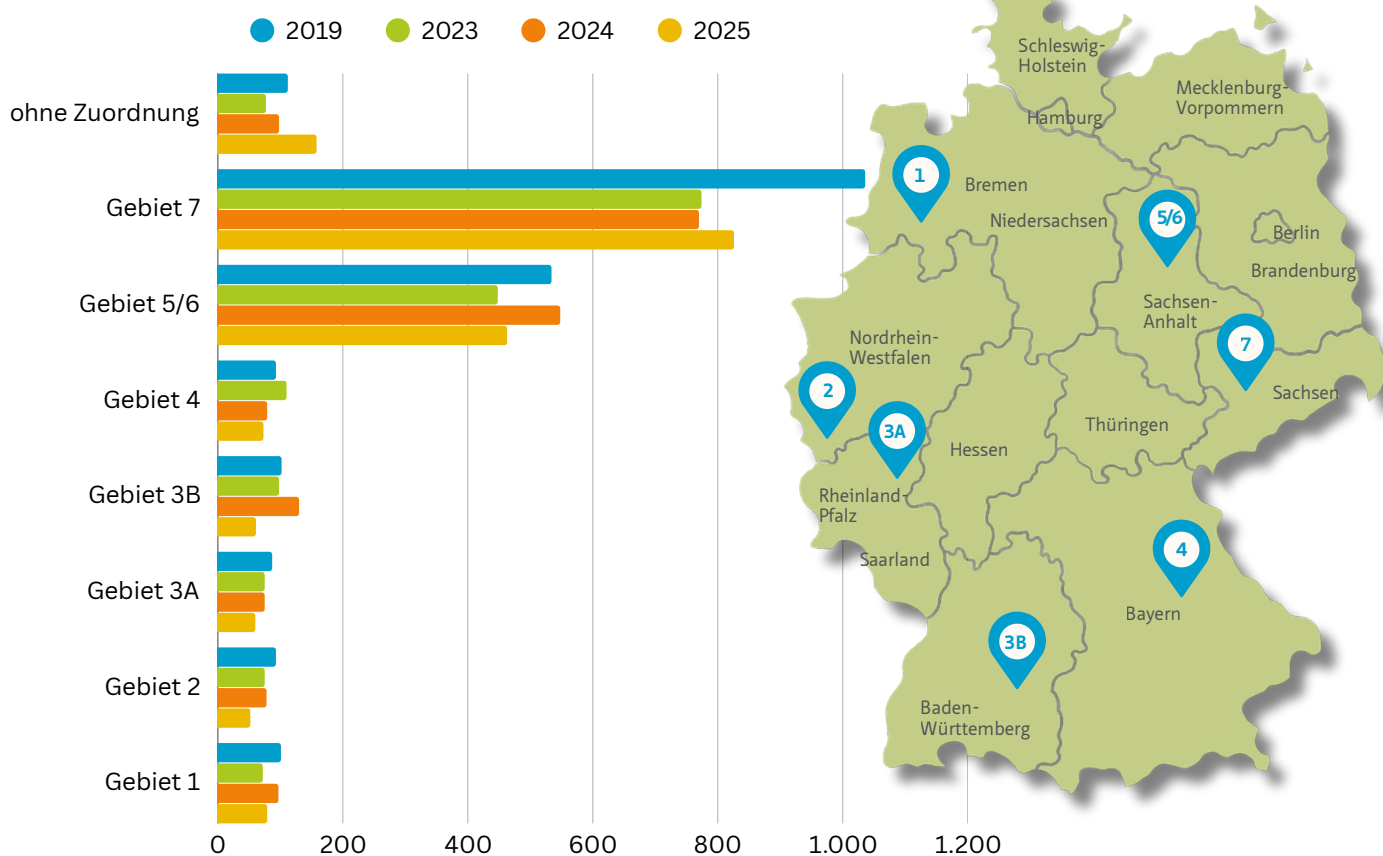 2019
2023
2024
2025
ohne Zuordnung
Gebiet 7
Gebiet 5/6
Gebiet 4
Gebiet 3B
Gebiet 3A
Gebiet 2
Gebiet 1
0
200
400
600
800
1.000
1.200
Schleswig-
Holstein
Mecklenburg-
Vorpommern
Hamburg
1
Bremen
Niedersachsen
5/6
Berlin
Brandenburg
Sachsen-
Anhalt
Nordrhein-
Westfalen
7
2
Sachsen
3A
Thüringen
Hessen
Rheinland-
Pfalz
Saarland
4
Bayern
3B
Baden-
Württemberg